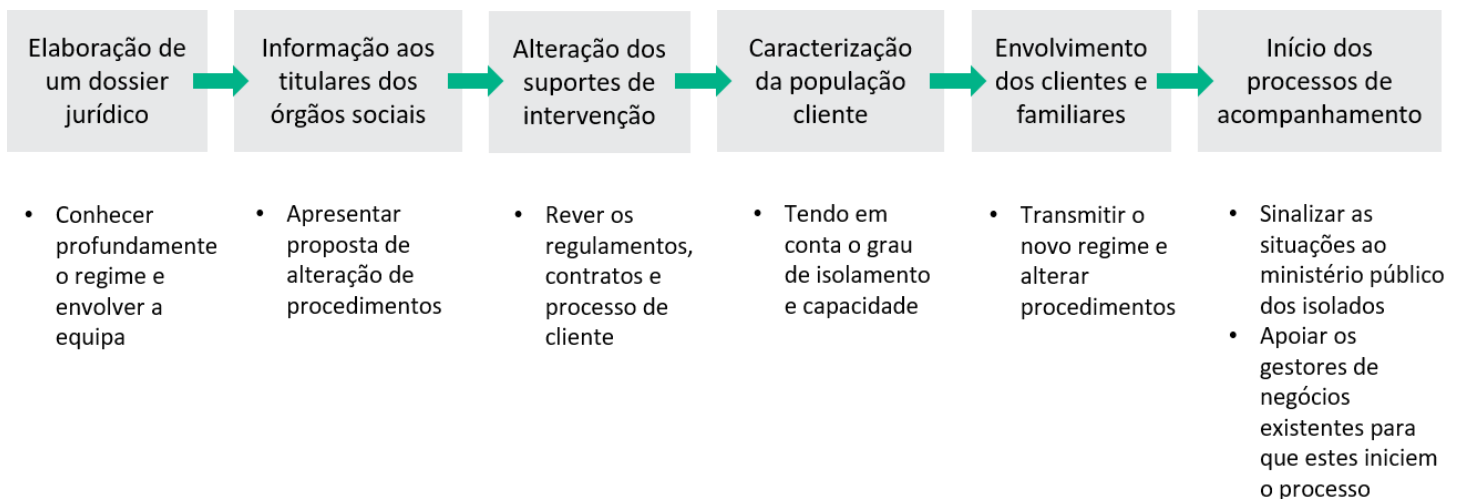 Elaboração de
um dossier
jurídico
Informação aos
titulares dos
órgãos sociais
Alteração dos
suportes de
intervenção
Caracterização
da população
cliente
Envolvimento
dos clientes e
familiares
Início dos
processos de
acompanhamento
• Conhecer
profundamente
o regime e
envolver a
equipa
• Apresentar
proposta de
alteração de
procedimentos
• Rever os
regulamentos,
contratos e
processo de
cliente
• Tendo em
conta o grau
de isolamento
e capacidade
• Transmitir o
novo regime e
alterar
procedimentos
• Sinalizar as
situações ao
ministério público
dos isolados
• Apoiar os
gestores de
negócios
existentes para
que estes iniciem
o processo